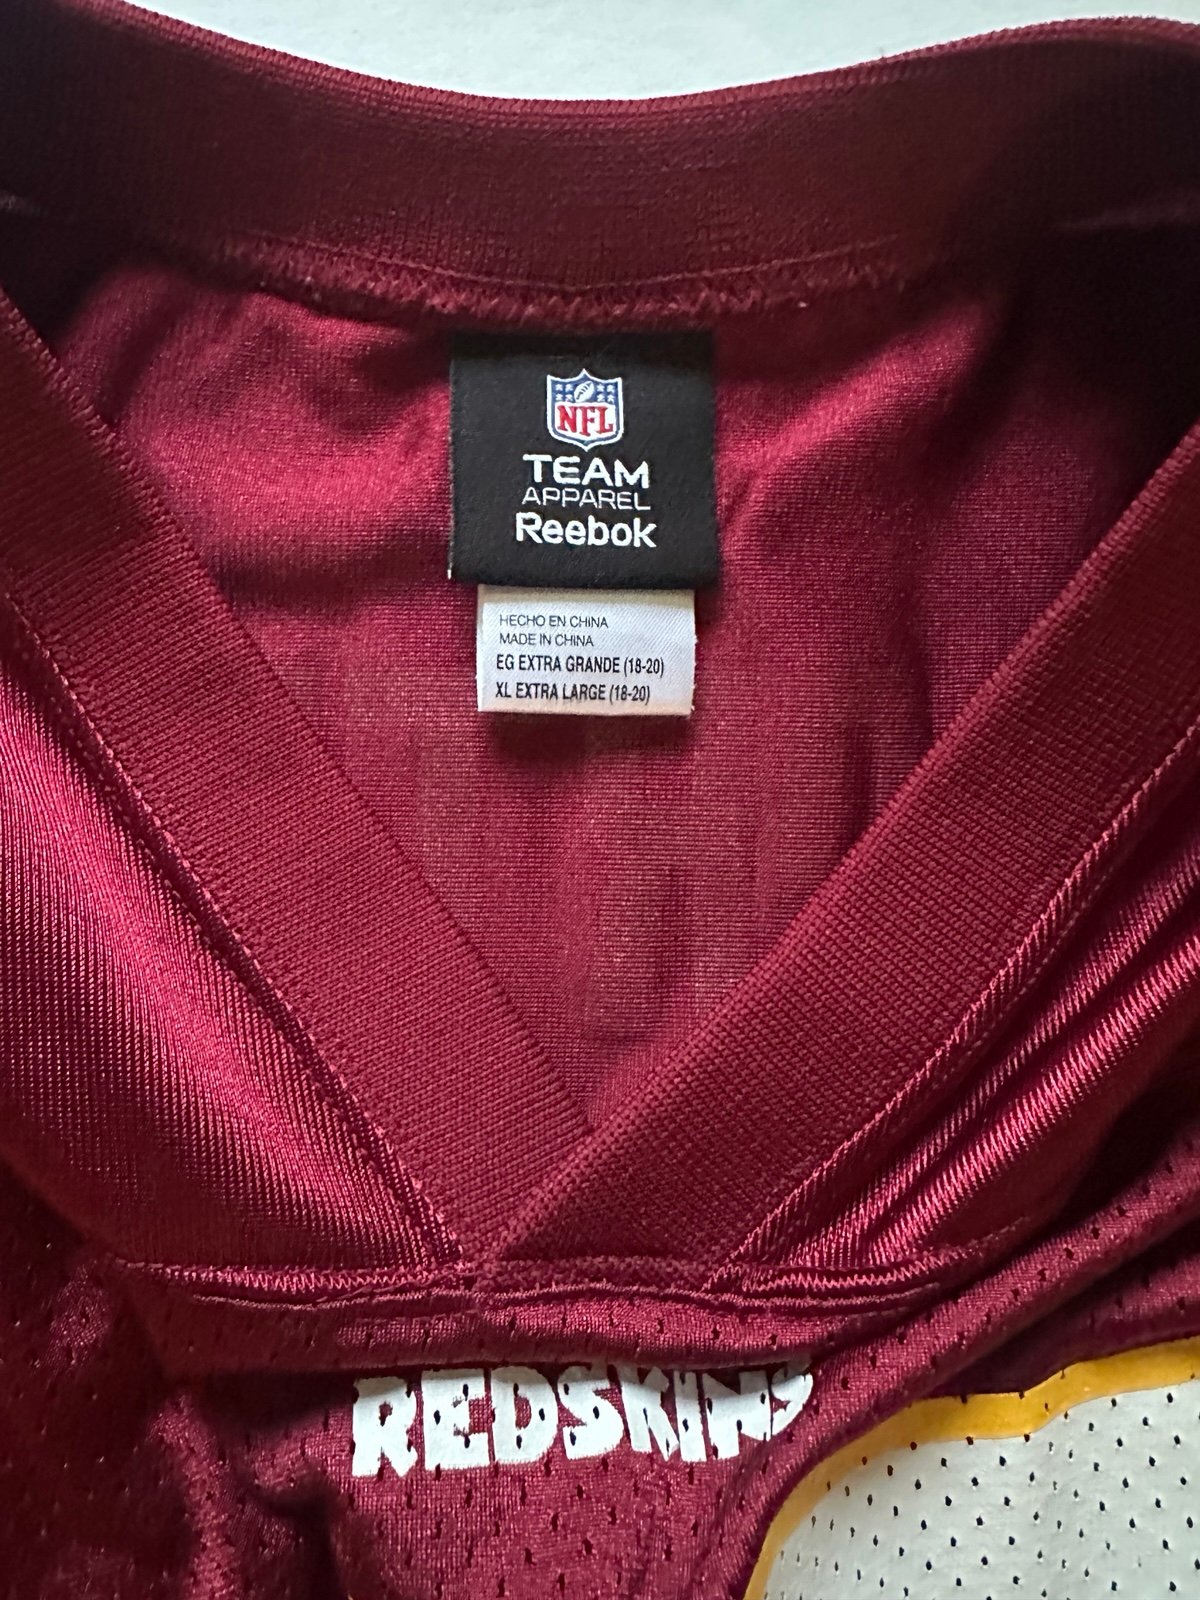 NFL
TEAM
APPAREL
Reebok
HECHO EN CHINA
MADE IN CHINA
EG EXTRA GRANDE (18-20)
XL EXTRA LARGE (18-20)
REDSKINS